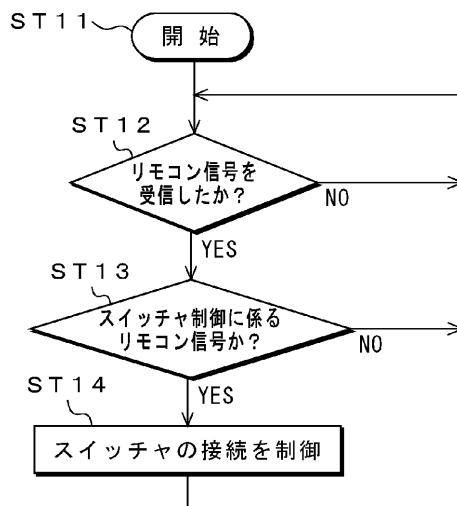 ST11
開始
ST12
リモコン信号を
受信したか？
NO
YES
ST13
スイッチャ制御に係る
リモコン信号か？
NO
YES
ST14
スイッチャの接続を制御